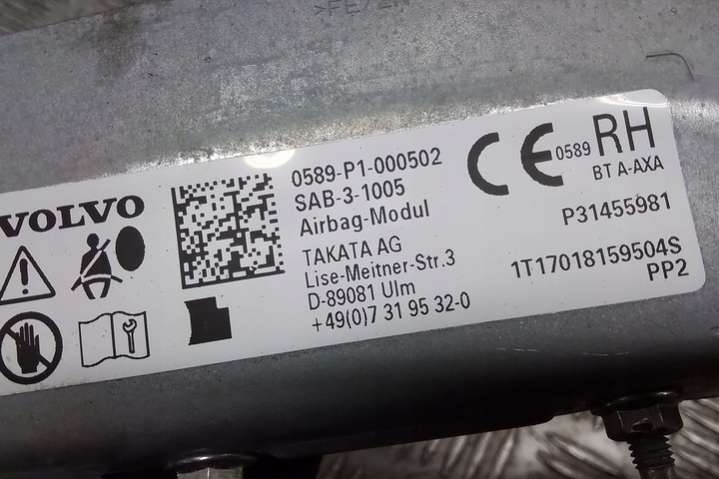 VOLVO
0589-P1-000502
SAB-3-1005
Airbag-Modul
TAKATA AG
Lise-Meitner-Str.3
D-89081 Ulm
+49(0)7 31 95 32-0
CE 0589
RH
BT A-AXA
P31455981
1T17018159504S
PP2